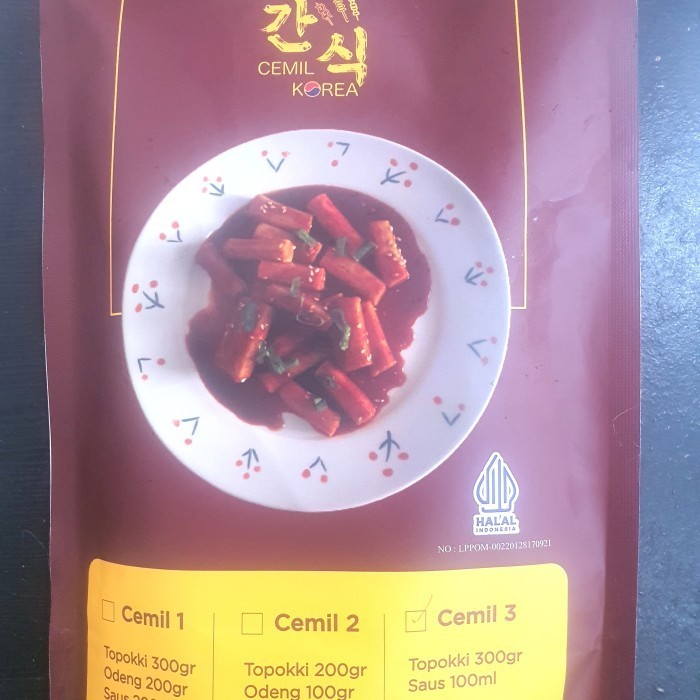 간식
CEMIL
KOREA
HALAL
INDONESIA
NO : LPPOM-00220128170921
Cemil 1
Topokki 300gr
Odeng 200gr
Cemil 2
Topokki 200gr
Odeng 100gr
Cemil 3
Topokki 300gr
Saus 100ml